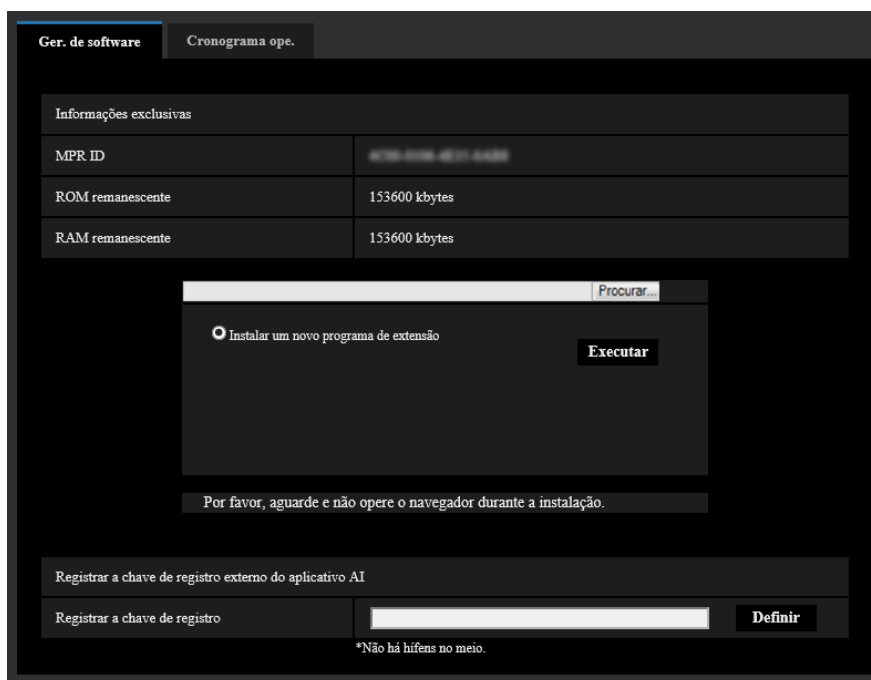 Ger. de software Cronograma ope.
Informações exclusivas
MPR ID
ROM remanescente 153600 kbytes
RAM remanescente 153600 kbytes
Procurar...
Instalar um novo programa de extensão
Executar
Por favor, aguarde e não opere o navegador durante a instalação.
Registrar a chave de registro externo do aplicativo AI
Registrar a chave de registro Definir
*Não há hífens no meio.